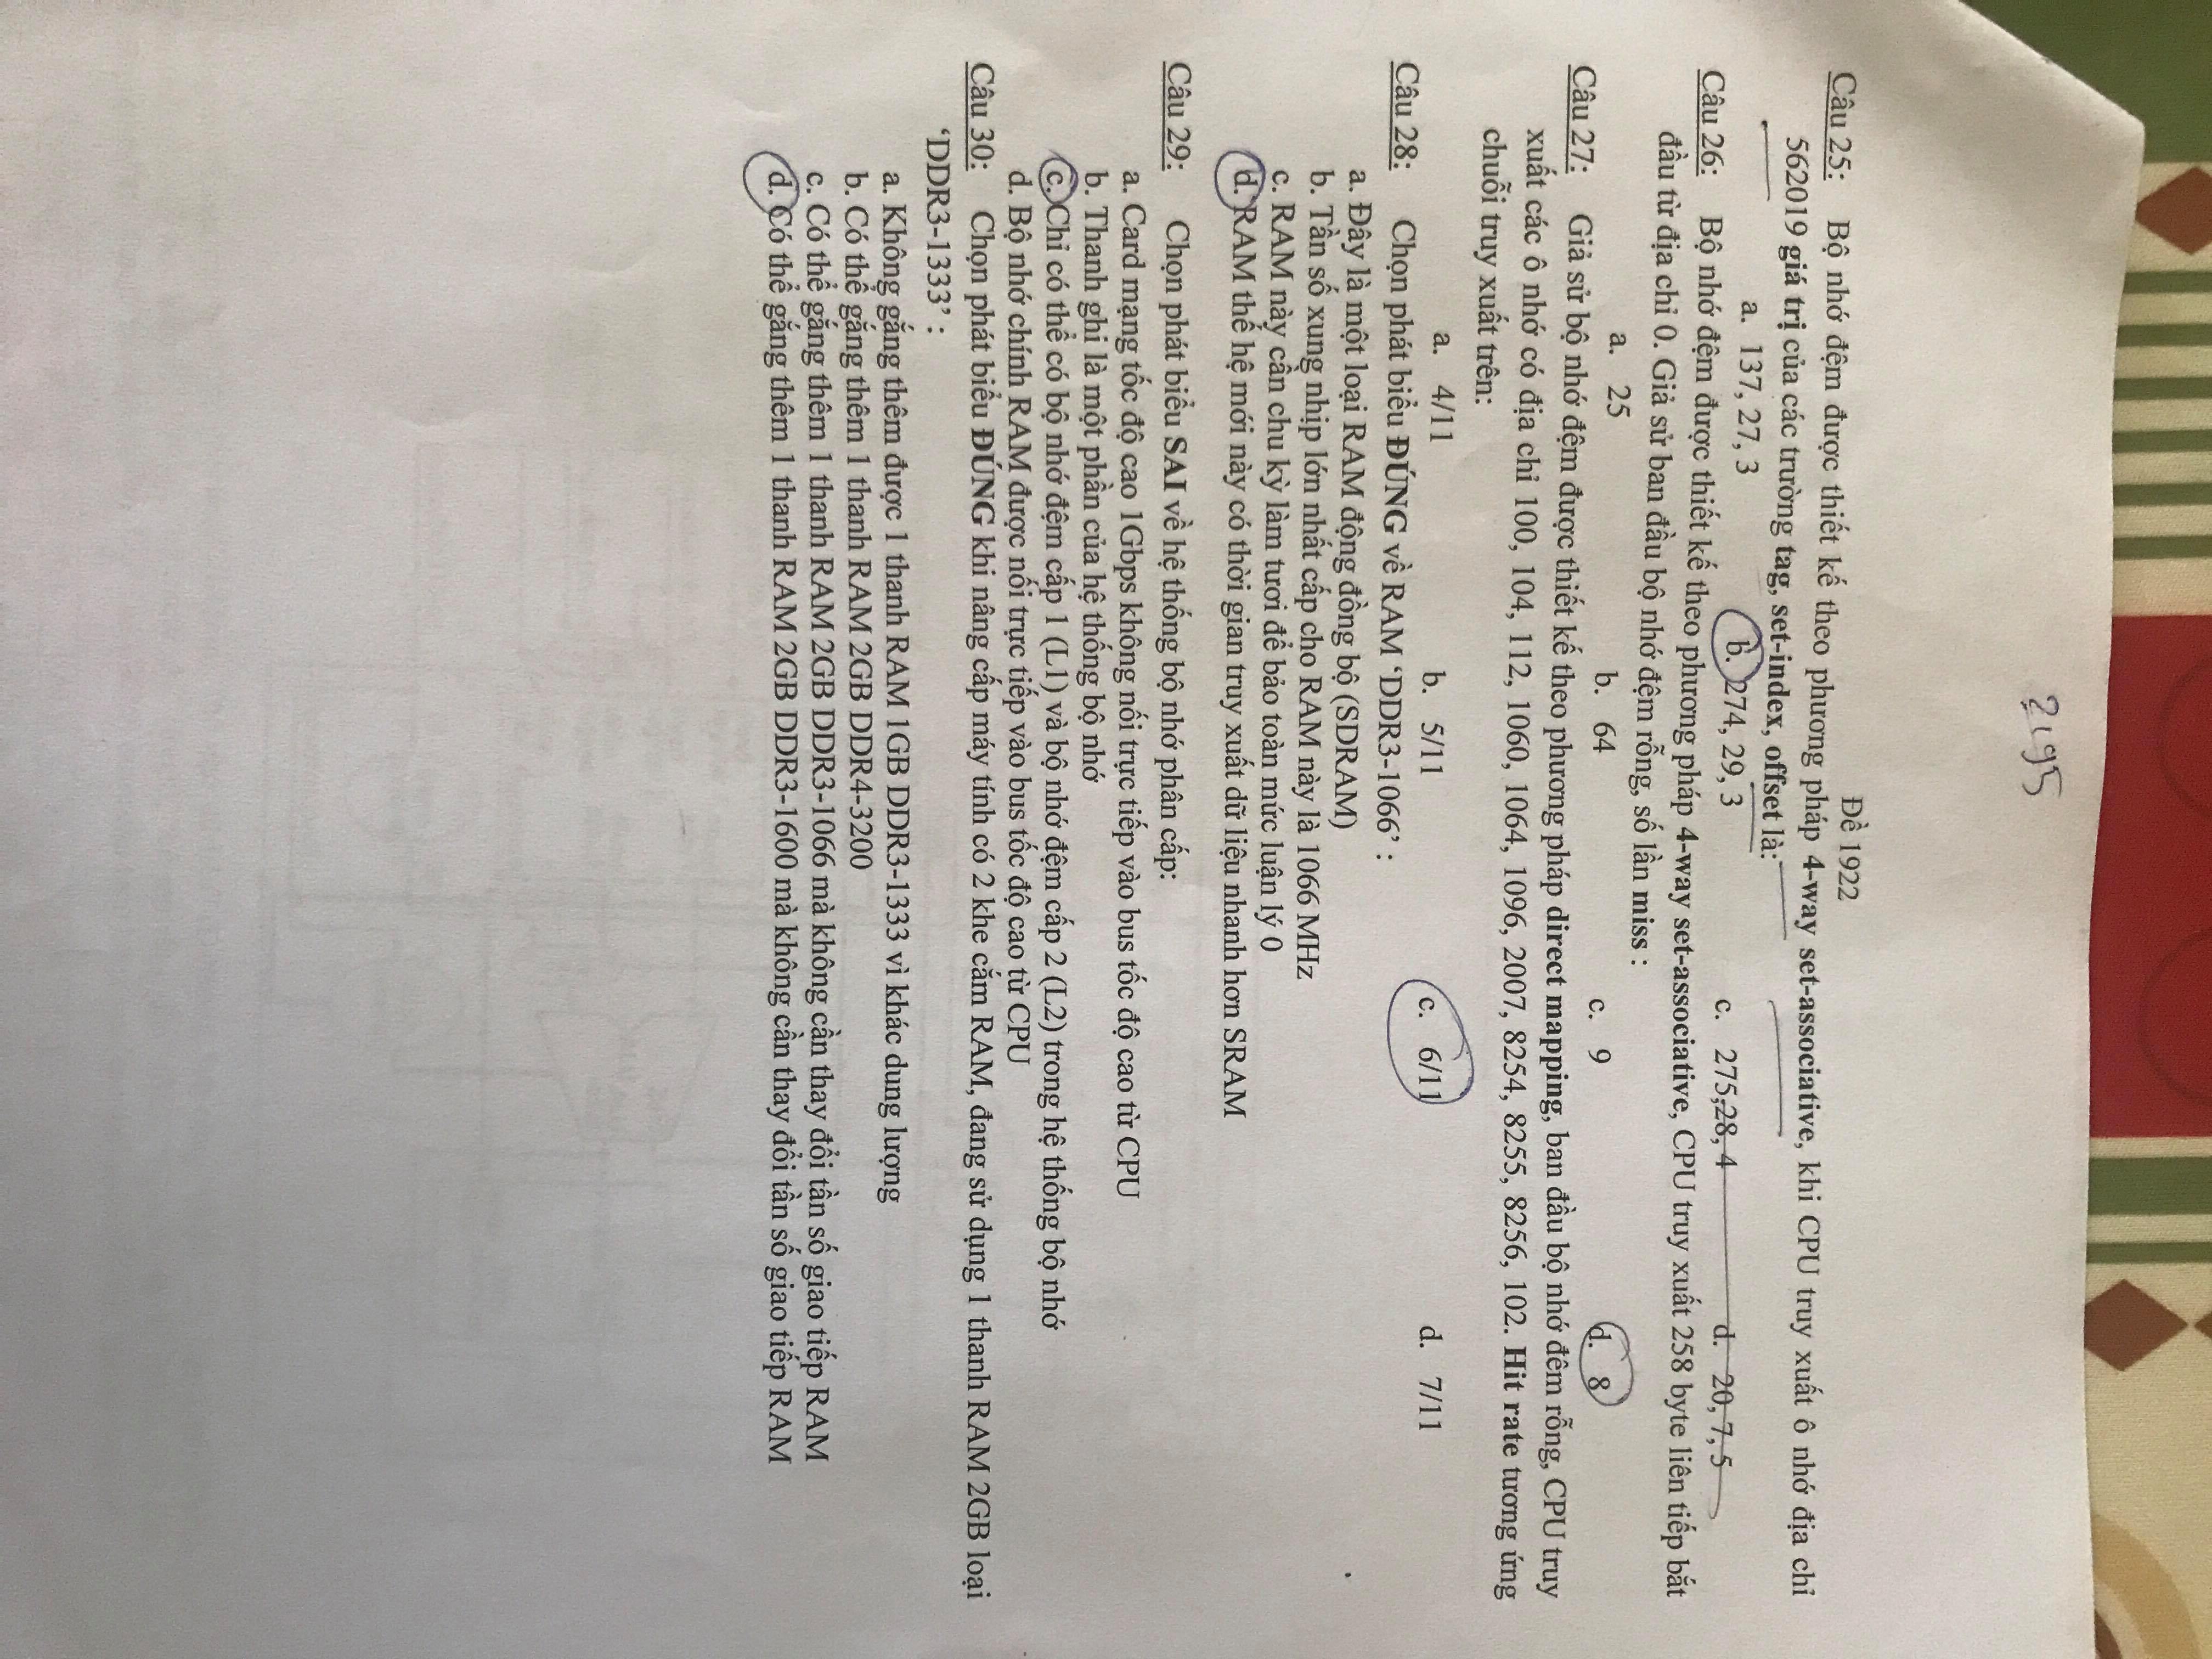 2195
Đề 1922
Câu 25: Bộ nhớ đệm được thiết kế theo phương pháp 4-way set-associative, khi CPU truy xuất ô nhớ địa chỉ
562019 giá trị của các trường tag, set-index, offset là:
a. 137, 27, 3 b. 274, 29, 3 c. 275,28, 4 d. 20, 7, 5
Câu 26: Bộ nhớ đệm được thiết kế theo phương pháp 4-way set-associative, CPU truy xuất 258 byte liên tiếp bắt
đầu từ địa chỉ 0. Giả sử ban đầu bộ nhớ đệm rỗng, số lần miss :
a. 25 b. 64 c. 9 d. 8
Câu 27: Giả sử bộ nhớ đệm được thiết kế theo phương pháp direct mapping, ban đầu bộ nhớ đêm rỗng, CPU truy
xuất các ô nhớ có địa chỉ 100, 104, 112, 1060, 1064, 1096, 2007, 8254, 8255, 8256, 102. Hit rate tương ứng
chuỗi truy xuất trên:
a. 4/11 b. 5/11 c. 6/11 d. 7/11
Câu 28: Chọn phát biểu ĐÚNG về RAM ‘DDR3-1066’ :
a. Đây là một loại RAM động đồng bộ (SDRAM)
b. Tần số xung nhịp lớn nhất cấp cho RAM này là 1066 MHz
c. RAM này cần chu kỳ làm tươi để bảo toàn mức luận lý 0
d. RAM thế hệ mới này có thời gian truy xuất dữ liệu nhanh hơn SRAM
Câu 29: Chọn phát biểu SAI về hệ thống bộ nhớ phân cấp:
a. Card mạng tốc độ cao 1Gbps không nối trực tiếp vào bus tốc độ cao từ CPU
b. Thanh ghi là một phần của hệ thống bộ nhớ
c. Chỉ có thể có bộ nhớ đệm cấp 1 (L1) và bộ nhớ đệm cấp 2 (L2) trong hệ thống bộ nhớ
d. Bộ nhớ chính RAM được nối trực tiếp vào bus tốc độ cao từ CPU
Câu 30: Chọn phát biểu ĐÚNG khi nâng cấp máy tính có 2 khe cắm RAM, đang sử dụng 1 thanh RAM 2GB loại
‘DDR3-1333’ :
a. Không gắng thêm được 1 thanh RAM 1GB DDR3-1333 vì khác dung lượng
b. Có thể gắng thêm 1 thanh RAM 2GB DDR4-3200
c. Có thể gắng thêm 1 thanh RAM 2GB DDR3-1066 mà không cần thay đổi tần số giao tiếp RAM
d. Có thể gắng thêm 1 thanh RAM 2GB DDR3-1600 mà không cần thay đổi tần số giao tiếp RAM